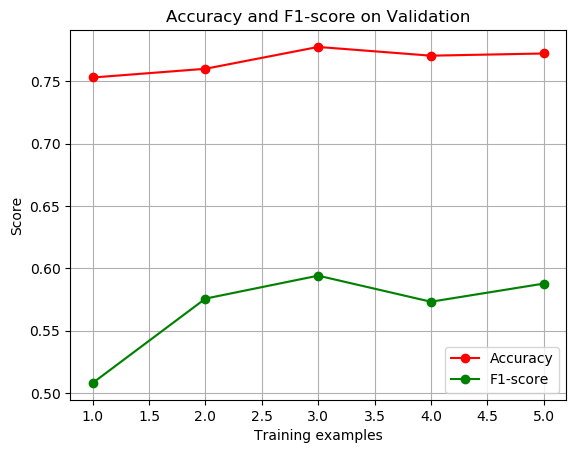 Accuracy and F1-score on Validation
Score
0.75
0.70
0.65
0.60
0.55
0.50
Accuracy
F1-score
1.0 1.5 2.0 2.5 3.0 3.5 4.0 4.5 5.0
Training examples